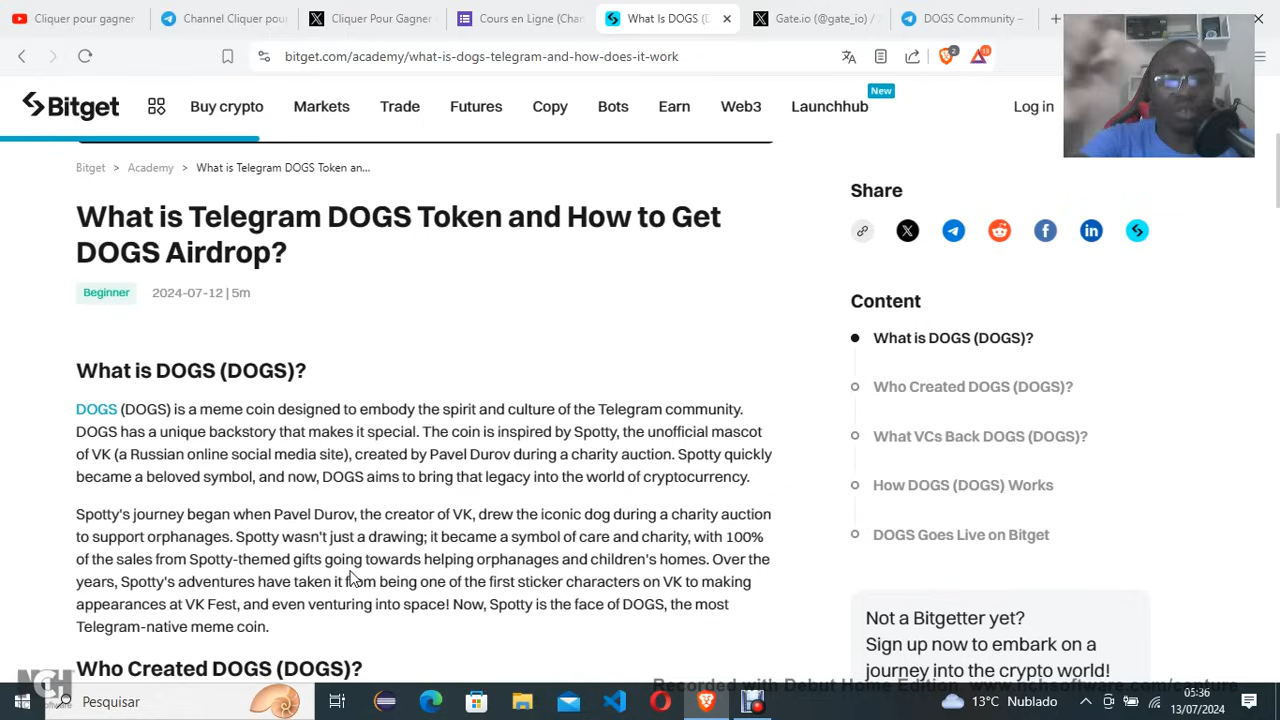 Cliquer pour gagner
Channel Cliquer pou
Cliquer Pour Gagner
Cours en Ligne (Chan
What Is DOGS (D
Gate.io (@gate_io) /
DOGS Community –
bitget.com/academy/what-is-dogs-telegram-and-how-does-it-work
2
Bitget
Buy crypto
Markets
Trade
Futures
Copy
Bots
Earn
Web3
Launchhub
New
Log in
Bitget > Academy > What is Telegram DOGS Token an...
What is Telegram DOGS Token and How to Get
DOGS Airdrop?
Beginner 2024-07-12 | 5m
What is DOGS (DOGS)?
DOGS (DOGS) is a meme coin designed to embody the spirit and culture of the Telegram community.
DOGS has a unique backstory that makes it special. The coin is inspired by Spotty, the unofficial mascot
of VK (a Russian online social media site), created by Pavel Durov during a charity auction. Spotty quickly
became a beloved symbol, and now, DOGS aims to bring that legacy into the world of cryptocurrency.
Spotty's journey began when Pavel Durov, the creator of VK, drew the iconic dog during a charity auction
to support orphanages. Spotty wasn't just a drawing; it became a symbol of care and charity, with 100%
of the sales from Spotty-themed gifts going towards helping orphanages and children's homes. Over the
years, Spotty's adventures have taken it from being one of the first sticker characters on VK to making
appearances at VK Fest, and even venturing into space! Now, Spotty is the face of DOGS, the most
Telegram-native meme coin.
Who Created DOGS (DOGS)?
Share
Content
What is DOGS (DOGS)?
Who Created DOGS (DOGS)?
What VCs Back DOGS (DOGS)?
How DOGS (DOGS) Works
DOGS Goes Live on Bitget
Not a Bitgetter yet?
Sign up now to embark on a
journey into the crypto world!
Recorded with Debut Home Edition. www.nchsoftware.com/capture
NCH
Software
Pesquisar
13°C Nublado
05:36
13/07/2024